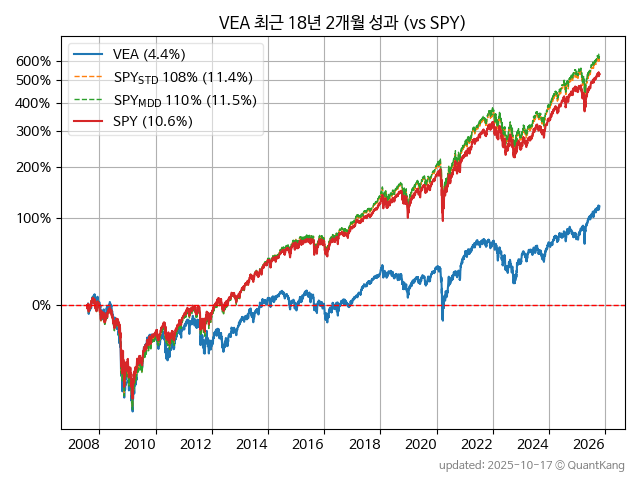 VEA 최근 18년 2개월 성과 (vs SPY)
VEA (4.4%)
SPY_STD 108% (11.4%)
SPY_MDD 110% (11.5%)
SPY (10.6%)
600%
500%
400%
300%
200%
100%
0%
2008 2010 2012 2014 2016 2018 2020 2022 2024 2026
updated: 2025-10-17 © QuantKang